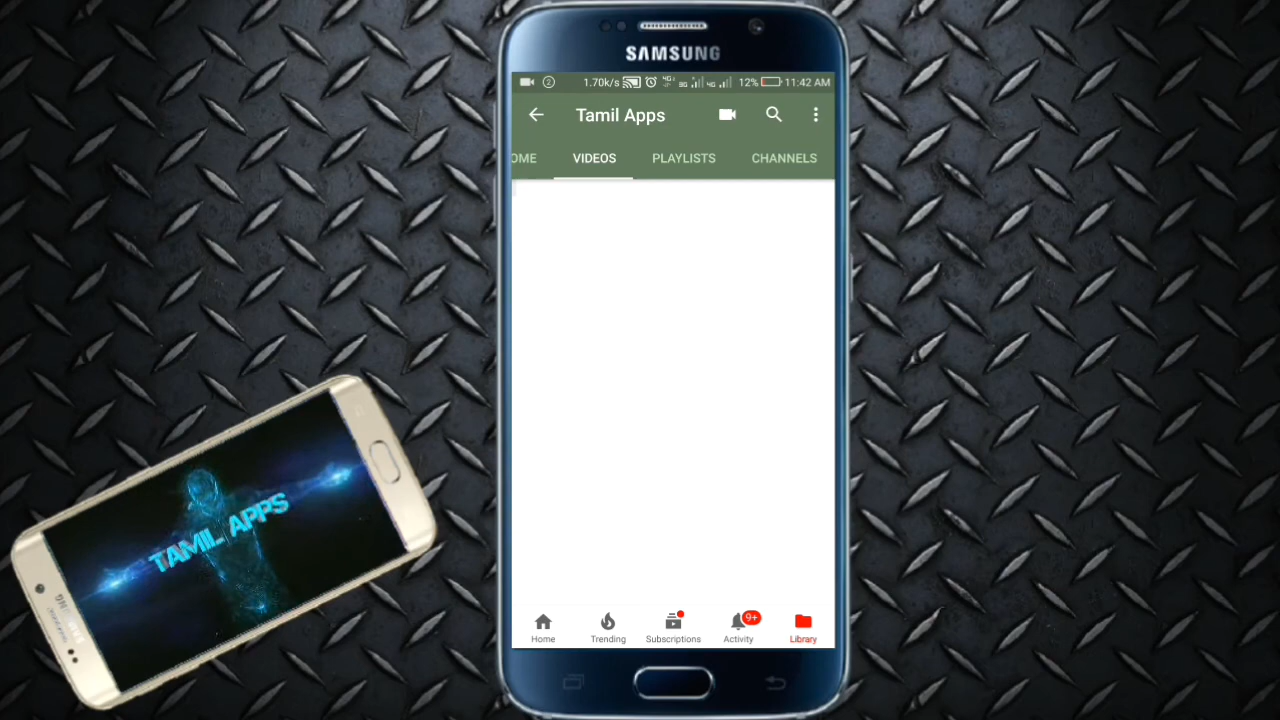 SAMSUNG
2 1.70k/s 12% 11:42 AM
Tamil Apps
OME VIDEOS PLAYLISTS CHANNELS
TAMIL APPS
Home Trending Subscriptions 9+ Activity Library